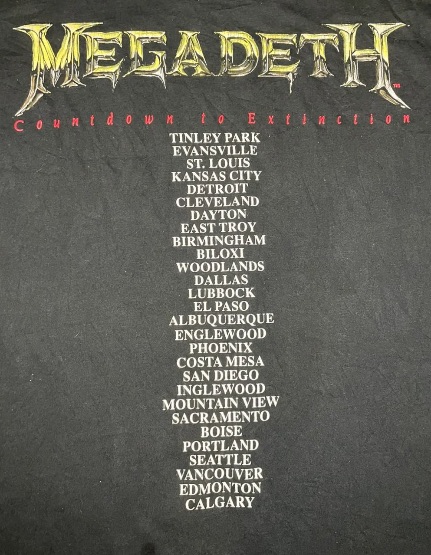 MEGADETH™
Countdown to Extinction
TINLEY PARK
EVANSVILLE
ST. LOUIS
KANSAS CITY
DETROIT
CLEVELAND
DAYTON
EAST TROY
BIRMINGHAM
BILOXI
WOODLANDS
DALLAS
LUBBOCK
EL PASO
ALBUQUERQUE
ENGLEWOOD
PHOENIX
COSTA MESA
SAN DIEGO
INGLEWOOD
MOUNTAIN VIEW
SACRAMENTO
BOISE
PORTLAND
SEATTLE
VANCOUVER
EDMONTON
CALGARY